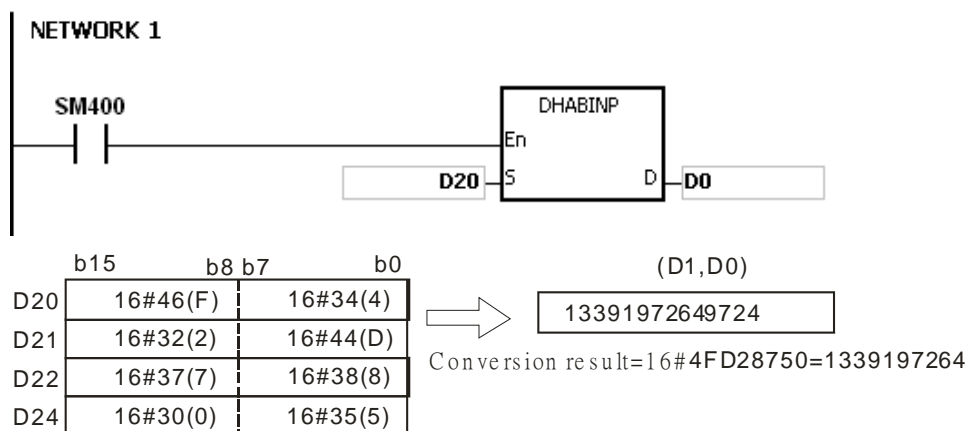 NETWORK 1
SM400
DHABINP
En
D20 S D D0
b15 b8 b7 b0
(D1,D0)
D20 16#46(F) 16#34(4)
13391972649724
D21 16#32(2) 16#44(D)
Conversion result=16#4FD28750=1339197264
D22 16#37(7) 16#38(8)
D24 16#30(0) 16#35(5)